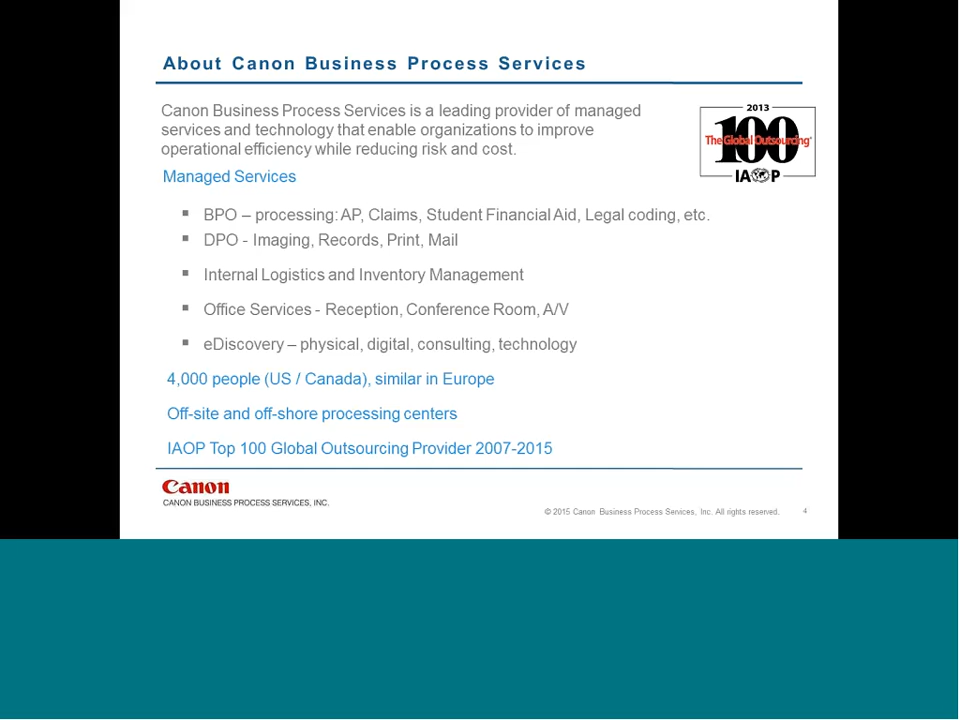 About Canon Business Process Services
Canon Business Process Services is a leading provider of managed
services and technology that enable organizations to improve
operational efficiency while reducing risk and cost.
2013
100
The Global Outsourcing
IAOP
Managed Services
▪ BPO – processing: AP, Claims, Student Financial Aid, Legal coding, etc.
▪ DPO - Imaging, Records, Print, Mail
▪ Internal Logistics and Inventory Management
▪ Office Services - Reception, Conference Room, A/V
▪ eDiscovery – physical, digital, consulting, technology
4,000 people (US / Canada), similar in Europe
Off-site and off-shore processing centers
IAOP Top 100 Global Outsourcing Provider 2007-2015
Canon
CANON BUSINESS PROCESS SERVICES, INC.
© 2015 Canon Business Process Services, Inc. All rights reserved. 4